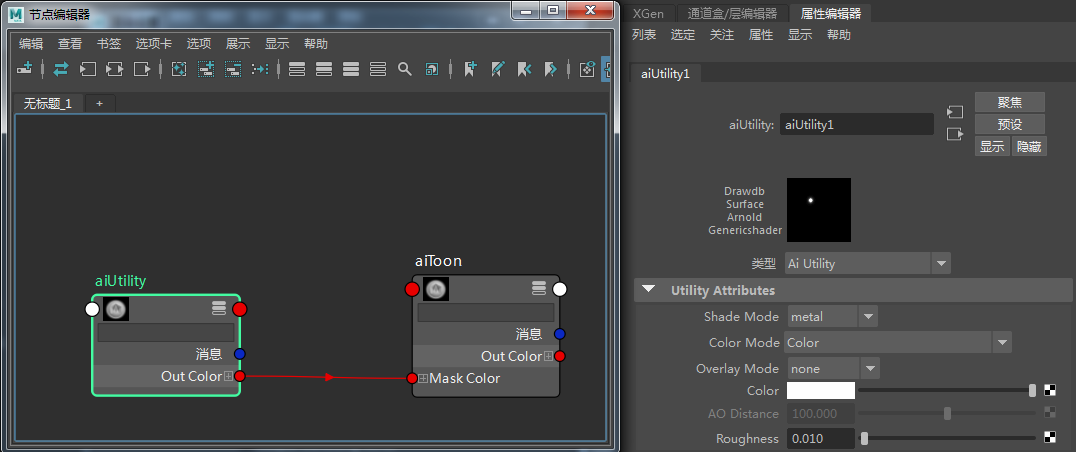 节点编辑器
编辑 查看 书签 选项卡 选项 展示 显示 帮助
无标题_1 +
aiUtility
消息
Out Color
aiToon
消息
Out Color
Mask Color
XGen 通道盒/层编辑器 属性编辑器
列表 选定 关注 属性 显示 帮助
aiUtility1
aiUtility: aiUtility1
聚焦
预设
显示 隐藏
Drawdb
Surface
Arnold
Genericshader
类型 Ai Utility
Utility Attributes
Shade Mode metal
Color Mode Color
Overlay Mode none
Color
AO Distance 100.000
Roughness 0.010